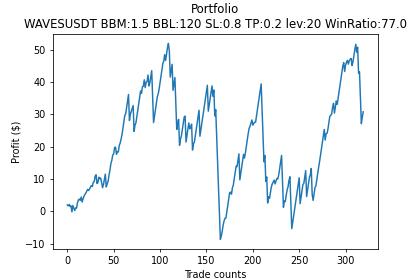 Portfolio
WAVESUSDT BBM:1.5 BBL:120 SL:0.8 TP:0.2 lev:20 WinRatio:77.0
50
40
30
20
10
0
−10
Profit ($)
0 50 100 150 200 250 300
Trade counts